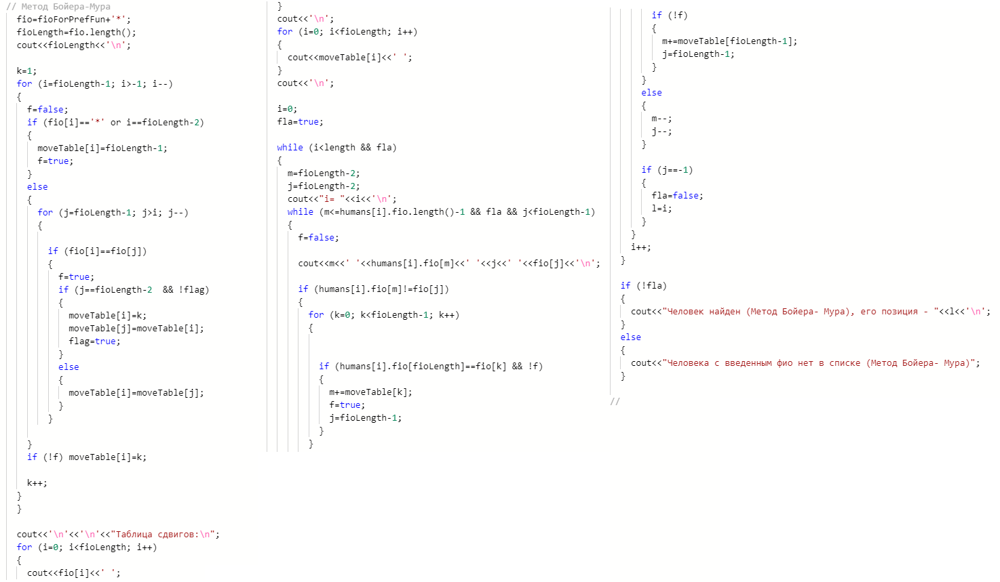 // Метод Бойера-Мура
fio=fioForPrefFun+'*';
fioLength=fio.length();
cout<<fioLength<<'\n';
k=1;
for (i=fioLength-1; i>-1; i--)
{
f=false;
if (fio[i]=='*' or i==fioLength-2)
{
moveTable[i]=fioLength-1;
f=true;
}
else
{
for (j=fioLength-1; j>i; j--)
{
if (fio[i]==fio[j])
{
f=true;
if (j==fioLength-2  && !flag)
{
moveTable[i]=k;
moveTable[j]=moveTable[i];
flag=true;
}
else
{
moveTable[i]=moveTable[j];
}
}
}
if (!f) moveTable[i]=k;
k++;
}
}
cout<<'\n'<<'\n'<<"Таблица сдвигов:\n";
for (i=0; i<fioLength; i++)
{
cout<<fio[i]<<' ';
}
cout<<'\n';
for (i=0; i<fioLength; i++)
{
cout<<moveTable[i]<<' ';
}
cout<<'\n';
i=0;
fla=true;
while (i<length && fla)
{
m=fioLength-2;
j=fioLength-2;
cout<<"i= "<<i<<'\n';
while (m<=humans[i].fio.length()-1 && fla && j<fioLength-1)
{
f=false;
cout<<m<<' '<<humans[i].fio[m]<<' '<<j<<' '<<fio[j]<<'\n';
if (humans[i].fio[m]!=fio[j])
{
for (k=0; k<fioLength-1; k++)
{
if (humans[i].fio[fioLength]==fio[k] && !f)
{
m+=moveTable[k];
f=true;
j=fioLength-1;
}
}
if (!f)
{
m+=moveTable[fioLength-1];
j=fioLength-1;
}
}
else
{
m--;
j--;
}
if (j==-1)
{
fla=false;
l=i;
}
}
i++;
}
if (!fla)
{
cout<<"Человек найден (Метод Бойера- Мура), его позиция - "<<l<<'\n';
}
else
{
cout<<"Человека с введенным фио нет в списке (Метод Бойера- Мура)";
}
//